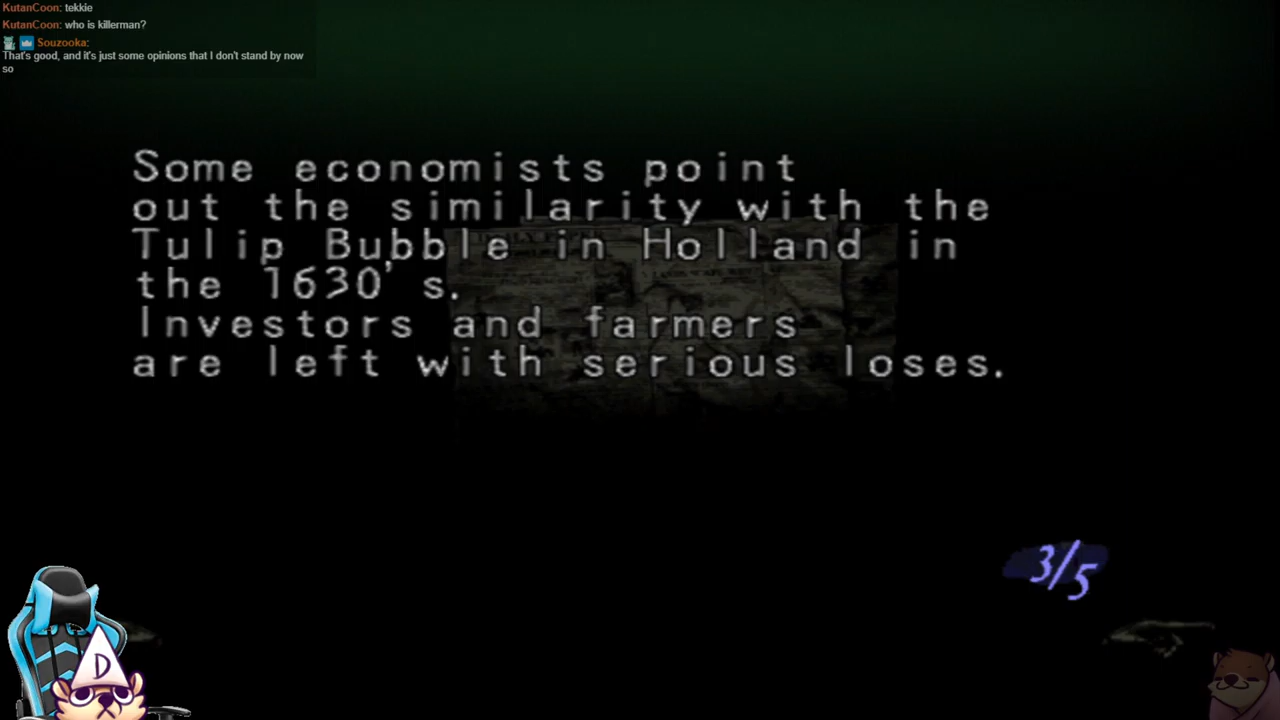 KutanCoon: tekkie
KutanCoon: who is killerman?
Souzooka:
That's good, and it's just some opinions that I don't stand by now
so
Some economists point
out the similarity with the
Tulip Bubble in Holland in
the 1630's.
Investors and farmers
are left with serious loses.
3/5
D